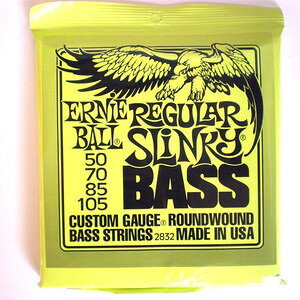 ERNIE BALL®
REGULAR SLINKY®
BASS
50
70
85
105
CUSTOM GAUGE® ROUNDWOUND
BASS STRINGS 2832 MADE IN USA